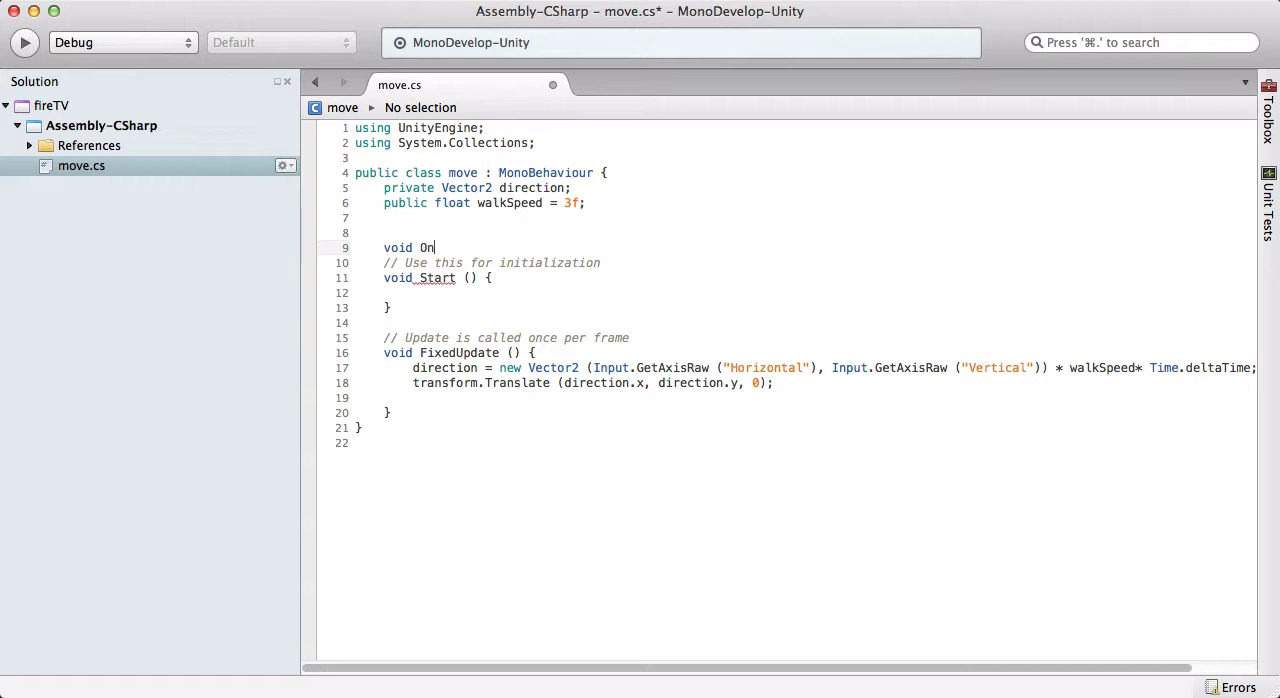 Assembly-CSharp – move.cs* – MonoDevelop-Unity
Debug
Default
MonoDevelop-Unity
Press '⌘.' to search
Solution
fireTV
Assembly-CSharp
References
move.cs
move.cs
move ▸ No selection
1 using UnityEngine;
2 using System.Collections;
3
4 public class move : MonoBehaviour {
5 private Vector2 direction;
6 public float walkSpeed = 3f;
7
8
9 void On
10 // Use this for initialization
11 void Start () {
12
13 }
14
15 // Update is called once per frame
16 void FixedUpdate () {
17 direction = new Vector2 (Input.GetAxisRaw ("Horizontal"), Input.GetAxisRaw ("Vertical")) * walkSpeed* Time.deltaTime;
18 transform.Translate (direction.x, direction.y, 0);
19
20 }
21 }
22
Toolbox
Unit Tests
Errors